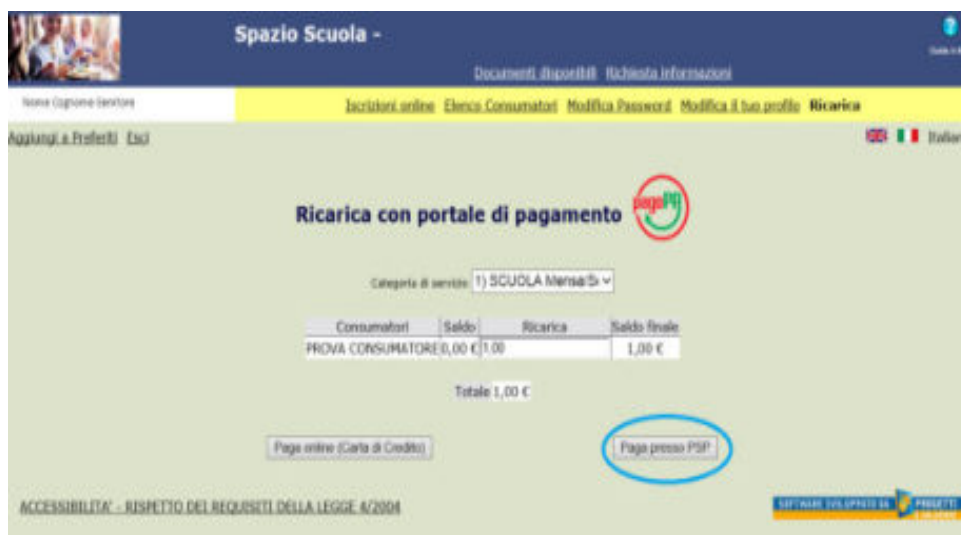 Spazio Scuola -
Documenti disponibili Richiesta informazioni
Nome Cognome Genitore
Iscrizioni online Elenco Consumatori Modifica Password Modifica il tuo profilo Ricarica
Aggiungi a Preferiti Esci
Italian
Ricarica con portale di pagamento
pagoPR
Categoria di servizio 1) SCUOLA Mensa/S
Consumatori Saldo Ricarica Saldo finale
PROVA CONSUMATORE 0,00 € 1.00 1,00 €
Totale 1,00 €
Paga online (Carta di Credito) Paga presso PSP
ACCESSIBILITA' - RISPETTO DEI REQUISITI DELLA LEGGE 4/2004
SOFTWARE SVILUPPATO DA PROGETTI